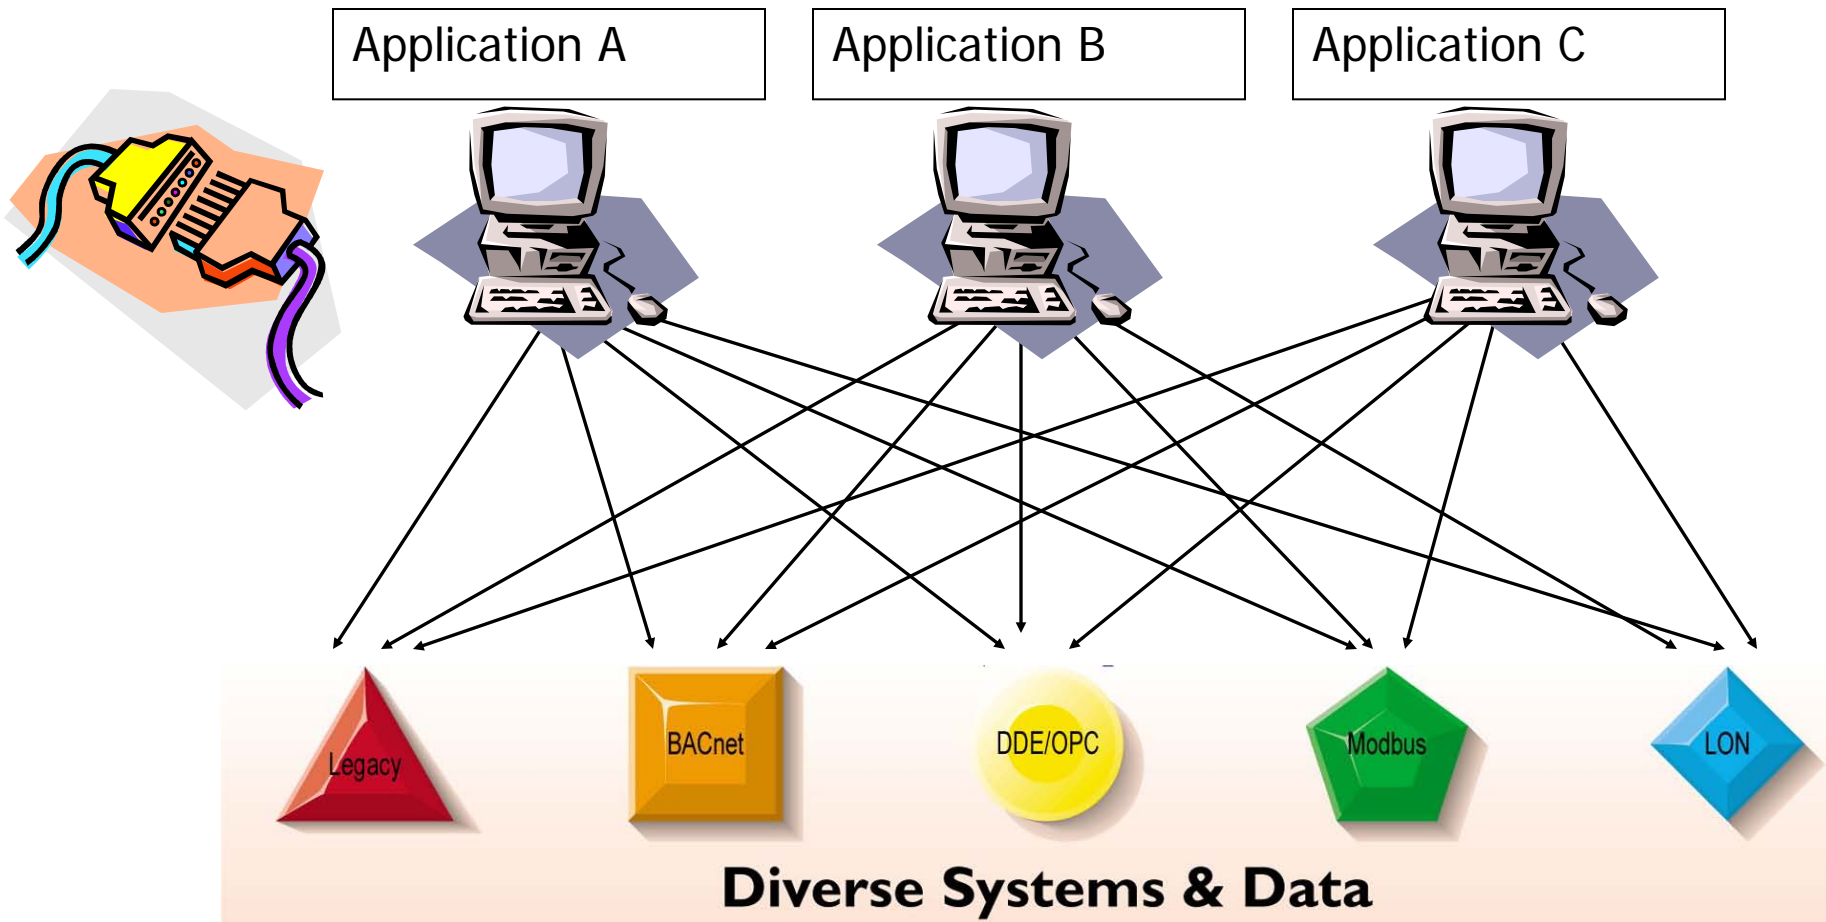 Application A
Application B
Application C
Legacy
BACnet
DDE/OPC
Modbus
LON
Diverse Systems & Data